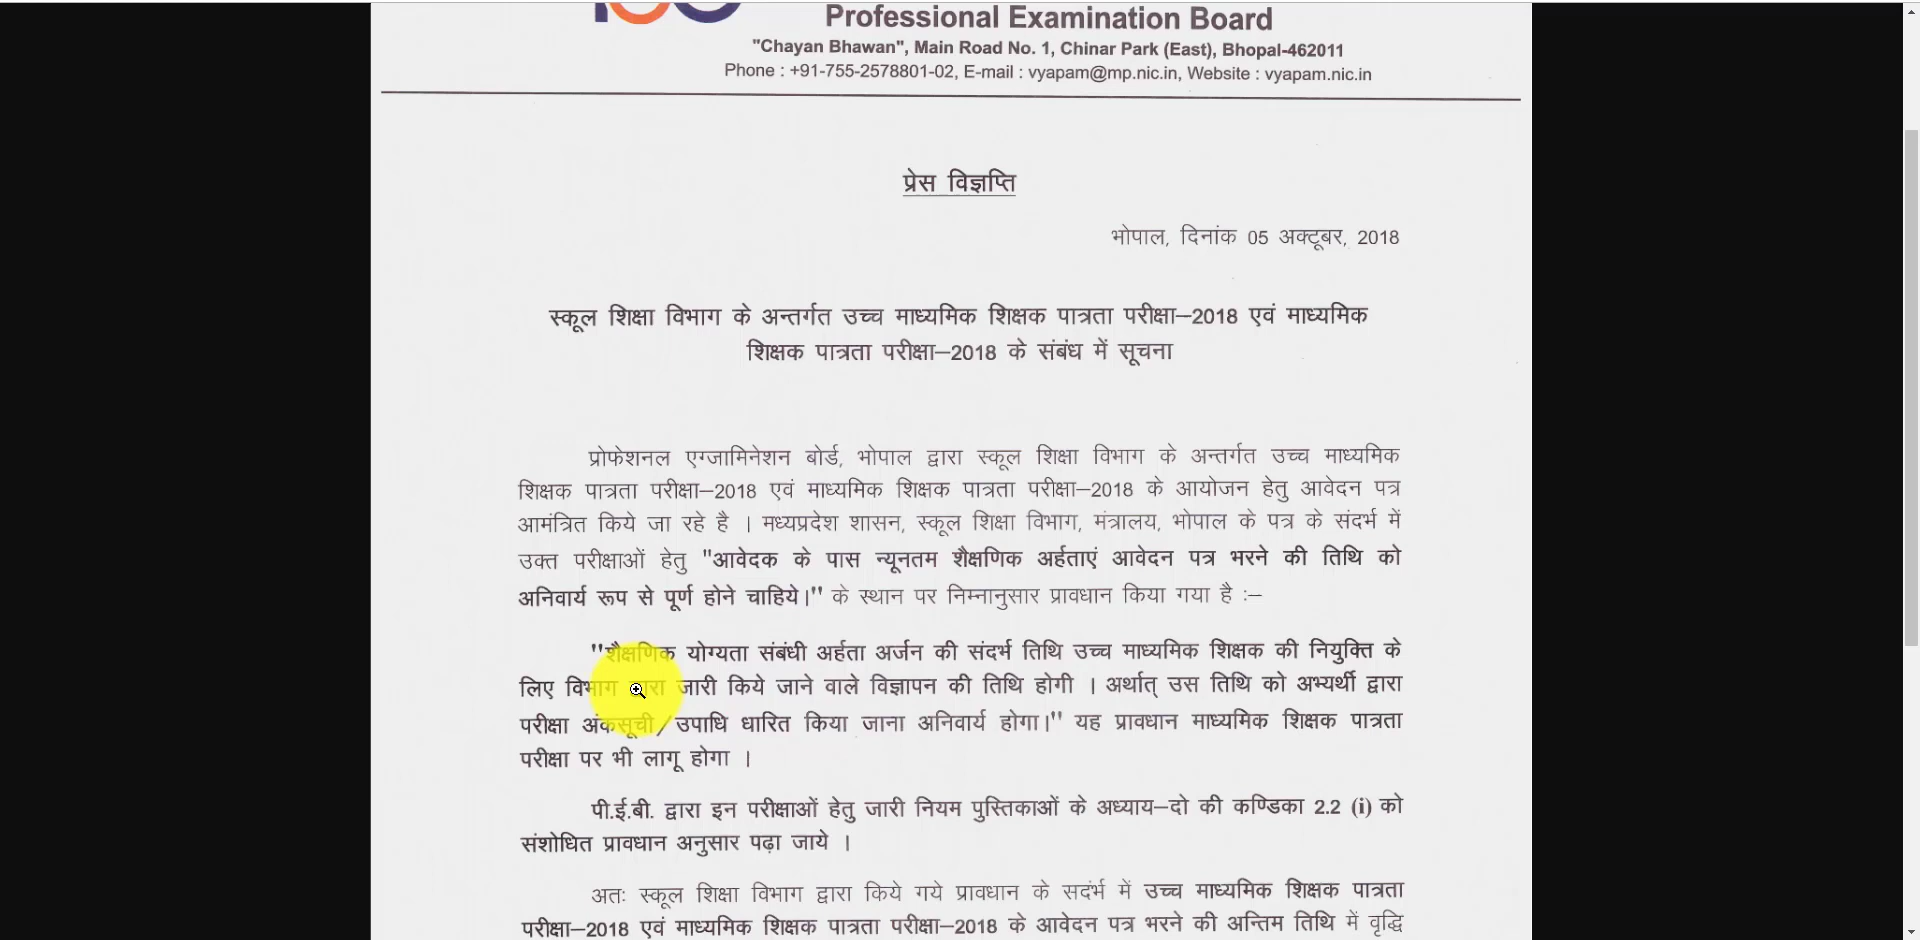 Professional Examination Board
"Chayan Bhawan", Main Road No. 1, Chinar Park (East), Bhopal-462011
Phone : +91-755-2578801-02, E-mail : vyapam@mp.nic.in, Website : vyapam.nic.in
प्रेस विज्ञप्ति
भोपाल, दिनांक 05 अक्टूबर, 2018
स्कूल शिक्षा विभाग के अन्तर्गत उच्च माध्यमिक शिक्षक पात्रता परीक्षा–2018 एवं माध्यमिक
शिक्षक पात्रता परीक्षा–2018 के संबंध में सूचना
प्रोफेशनल एग्जामिनेशन बोर्ड, भोपाल द्वारा स्कूल शिक्षा विभाग के अन्तर्गत उच्च माध्यमिक
शिक्षक पात्रता परीक्षा–2018 एवं माध्यमिक शिक्षक पात्रता परीक्षा–2018 के आयोजन हेतु आवेदन पत्र
आमंत्रित किये जा रहे है । मध्यप्रदेश शासन, स्कूल शिक्षा विभाग, मंत्रालय, भोपाल के पत्र के संदर्भ में
उक्त परीक्षाओं हेतु "आवेदक के पास न्यूनतम शैक्षणिक अर्हताएं आवेदन पत्र भरने की तिथि को
अनिवार्य रूप से पूर्ण होने चाहिये।" के स्थान पर निम्नानुसार प्रावधान किया गया है :–
"शैक्षणिक योग्यता संबंधी अर्हता अर्जन की संदर्भ तिथि उच्च माध्यमिक शिक्षक की नियुक्ति के
लिए विभाग द्वारा जारी किये जाने वाले विज्ञापन की तिथि होगी । अर्थात् उस तिथि को अभ्यर्थी द्वारा
परीक्षा अंकसूची/उपाधि धारित किया जाना अनिवार्य होगा।" यह प्रावधान माध्यमिक शिक्षक पात्रता
परीक्षा पर भी लागू होगा ।
पी.ई.बी. द्वारा इन परीक्षाओं हेतु जारी नियम पुस्तिकाओं के अध्याय–दो की कण्डिका 2.2 (i) को
संशोधित प्रावधान अनुसार पढ़ा जाये ।
अतः स्कूल शिक्षा विभाग द्वारा किये गये प्रावधान के सदंर्भ में उच्च माध्यमिक शिक्षक पात्रता
परीक्षा–2018 एवं माध्यमिक शिक्षक पात्रता परीक्षा–2018 के आवेदन पत्र भरने की अन्तिम तिथि में वृद्धि